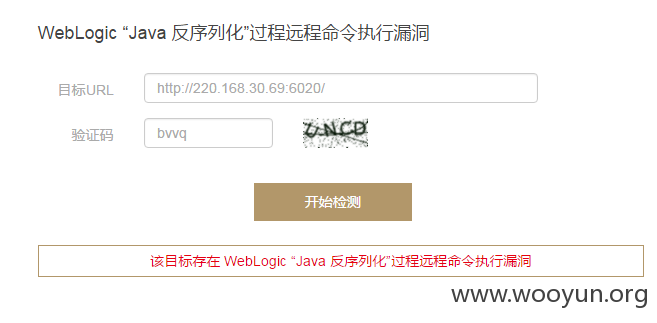 WebLogic “Java 反序列化”过程远程命令执行漏洞
目标URL http://220.168.30.69:6020/
验证码 bvvq UNCD
开始检测
该目标存在 WebLogic “Java 反序列化”过程远程命令执行漏洞
www.wooyun.org